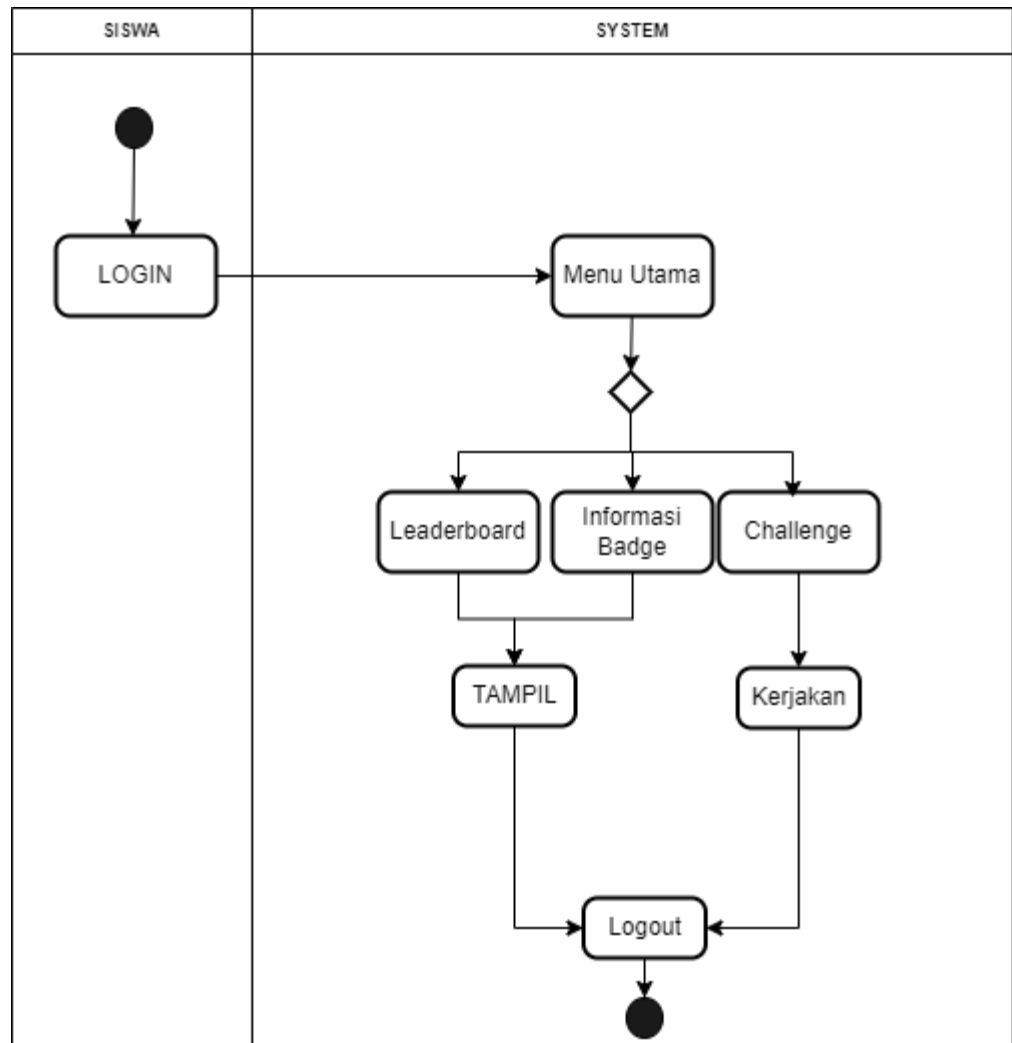 SISWA
SYSTEM
LOGIN
Menu Utama
Leaderboard
Informasi
Badge
Challenge
TAMPIL
Kerjakan
Logout